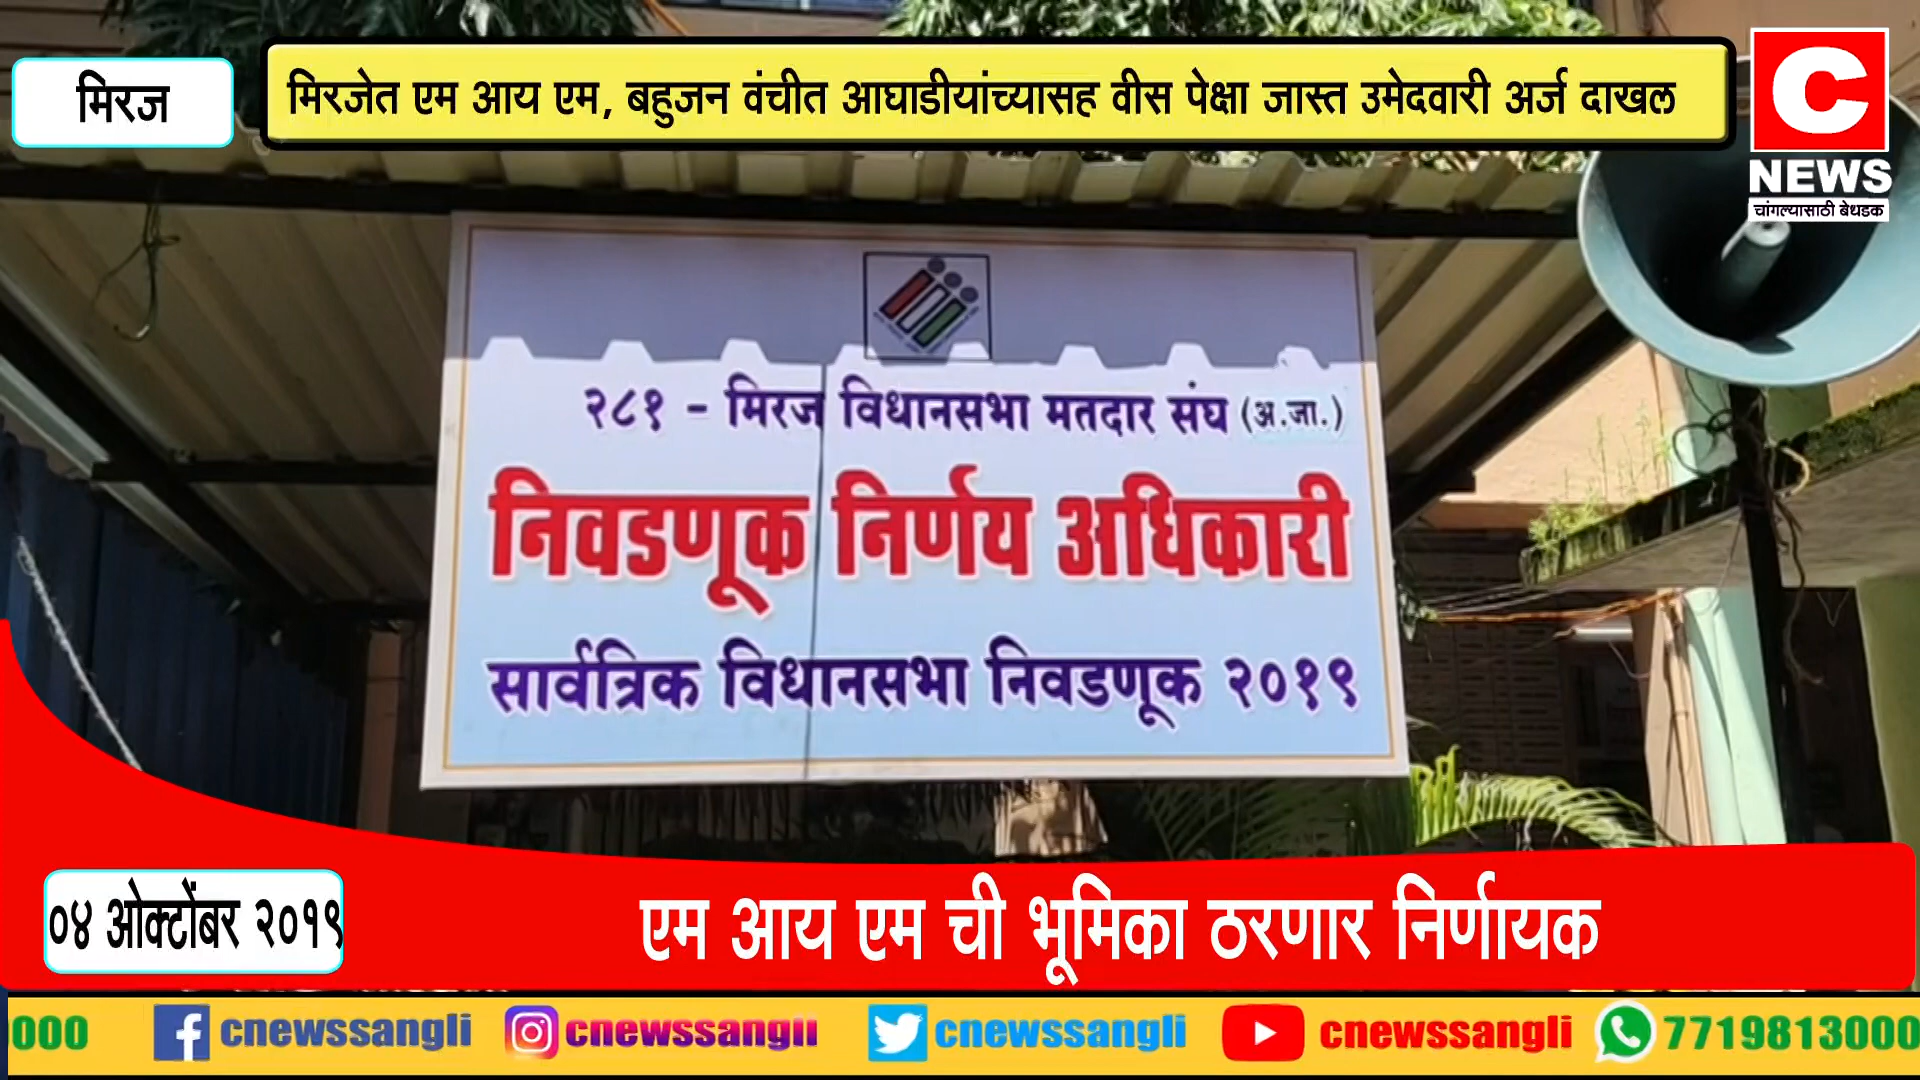 मिरज
मिरजेत एम आय एम, बहुजन वंचीत आघाडीयांच्यासह वीस पेक्षा जास्त उमेदवारी अर्ज दाखल
C
NEWS
चांगल्यासाठी बेधडक
२८१ - मिरज विधानसभा मतदार संघ (अ.जा.)
निवडणूक निर्णय अधिकारी
सार्वत्रिक विधानसभा निवडणूक २०१९
०४ ओक्टोंबर २०१९
एम आय एम ची भूमिका ठरणार निर्णायक
3000 cnewssangli cnewssangli cnewssangli cnewssangli 7719813000